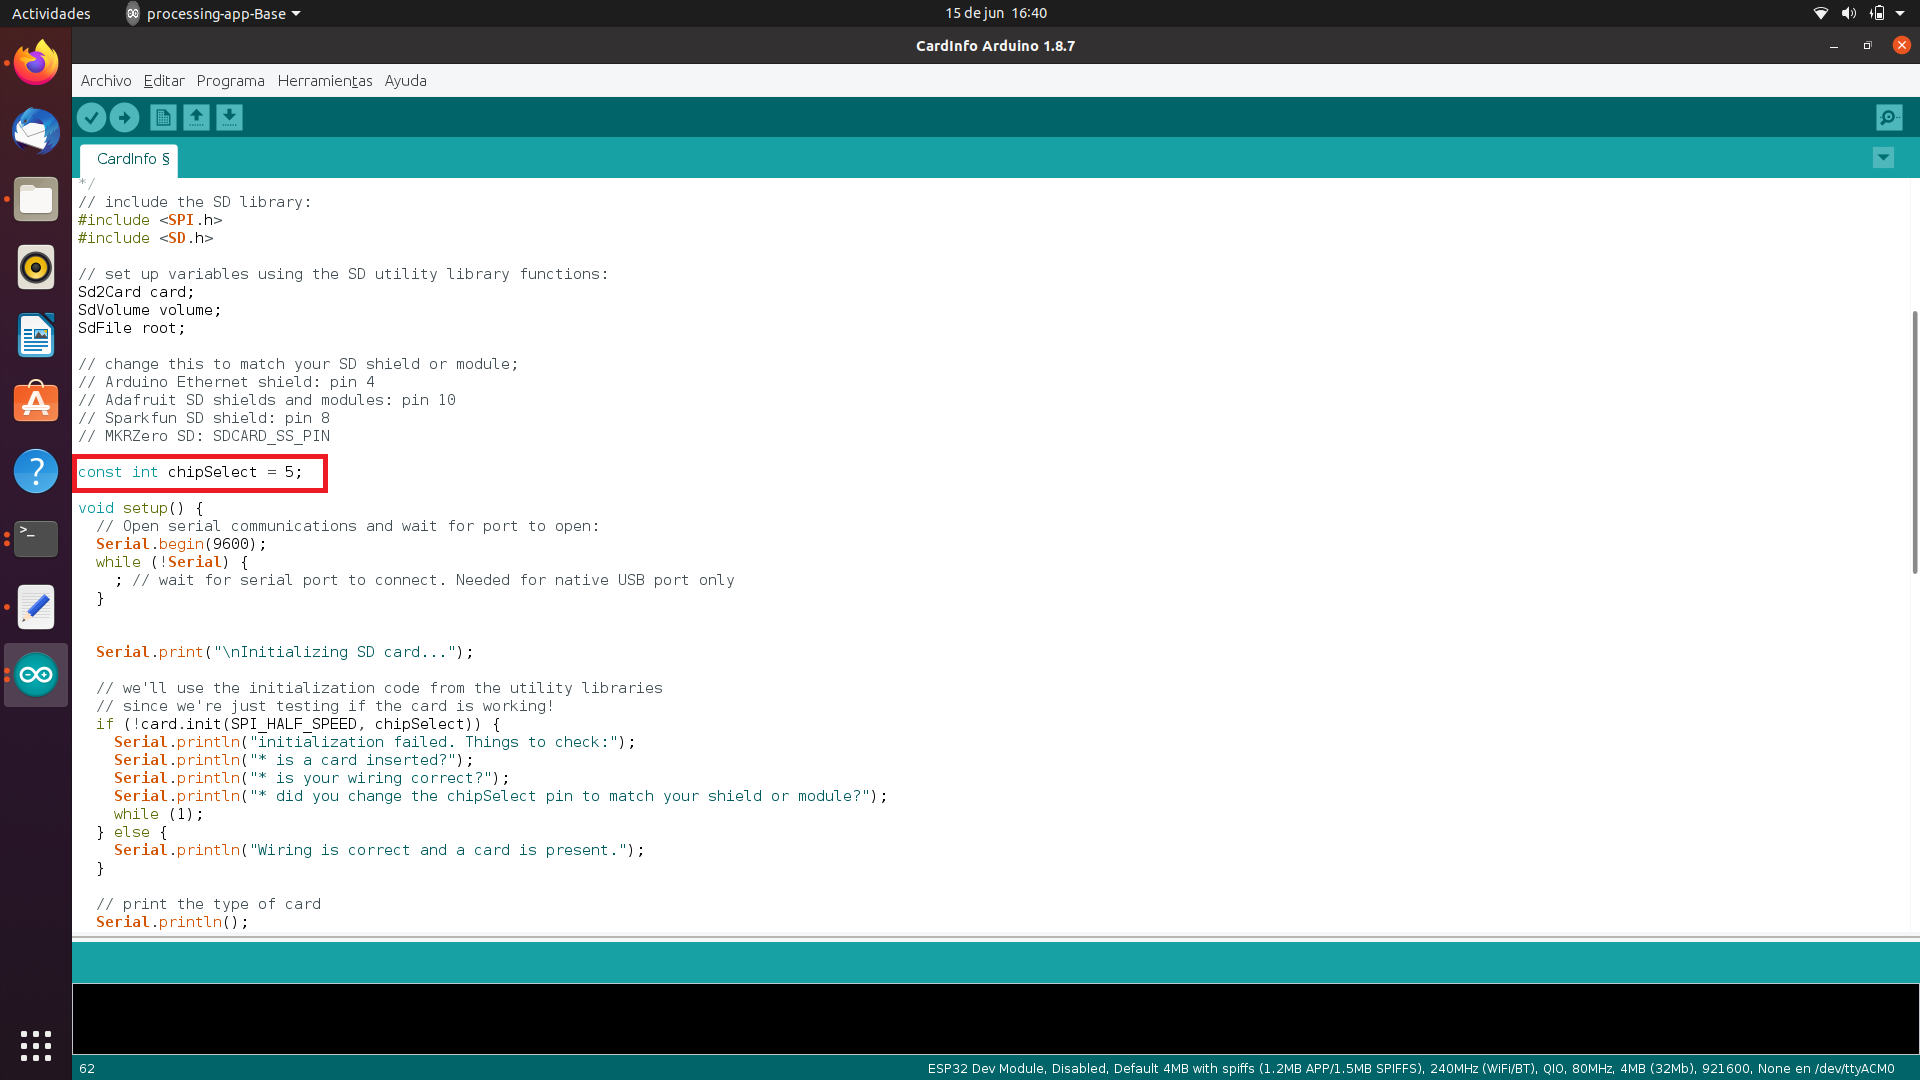 Actividades
processing-app-Base
15 de jun 16:40
CardInfo Arduino 1.8.7
Archivo Editar Programa Herramientas Ayuda
CardInfo §
*/
// include the SD library:
#include <SPI.h>
#include <SD.h>
// set up variables using the SD utility library functions:
Sd2Card card;
SdVolume volume;
SdFile root;
// change this to match your SD shield or module;
// Arduino Ethernet shield: pin 4
// Adafruit SD shields and modules: pin 10
// Sparkfun SD shield: pin 8
// MKRZero SD: SDCARD_SS_PIN
const int chipSelect = 5;
void setup() {
// Open serial communications and wait for port to open:
Serial.begin(9600);
while (!Serial) {
; // wait for serial port to connect. Needed for native USB port only
}
Serial.print("\nInitializing SD card...");
// we'll use the initialization code from the utility libraries
// since we're just testing if the card is working!
if (!card.init(SPI_HALF_SPEED, chipSelect)) {
Serial.println("initialization failed. Things to check:");
Serial.println("* is a card inserted?");
Serial.println("* is your wiring correct?");
Serial.println("* did you change the chipSelect pin to match your shield or module?");
while (1);
} else {
Serial.println("Wiring is correct and a card is present.");
}
// print the type of card
Serial.println();
62
ESP32 Dev Module, Disabled, Default 4MB with spiffs (1.2MB APP/1.5MB SPIFFS), 240MHz (WiFi/BT), QIO, 80MHz, 4MB (32Mb), 921600, None en /dev/ttyACM0